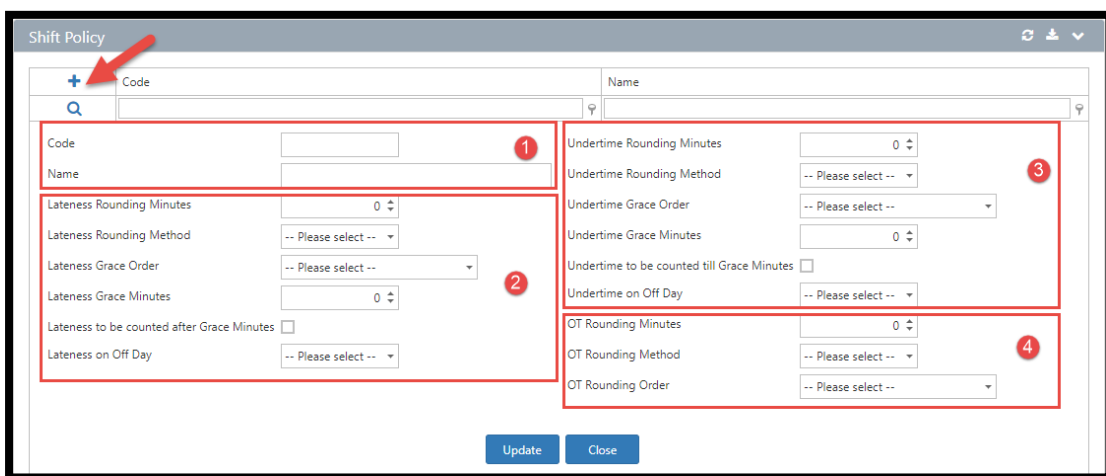 Shift Policy
Code
Name
Code
1
Name
Lateness Rounding Minutes
0
Lateness Rounding Method
-- Please select --
Lateness Grace Order
-- Please select --
2
Lateness Grace Minutes
0
Lateness to be counted after Grace Minutes
Lateness on Off Day
-- Please select --
Undertime Rounding Minutes
0
3
Undertime Rounding Method
-- Please select --
Undertime Grace Order
-- Please select --
Undertime Grace Minutes
0
Undertime to be counted till Grace Minutes
Undertime on Off Day
-- Please select --
OT Rounding Minutes
0
4
OT Rounding Method
-- Please select --
OT Rounding Order
-- Please select --
Update
Close